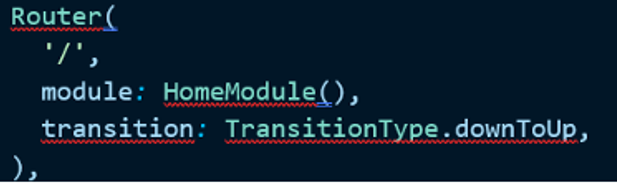 Router(
'/',
module: HomeModule(),
transition: TransitionType.downToUp,
),